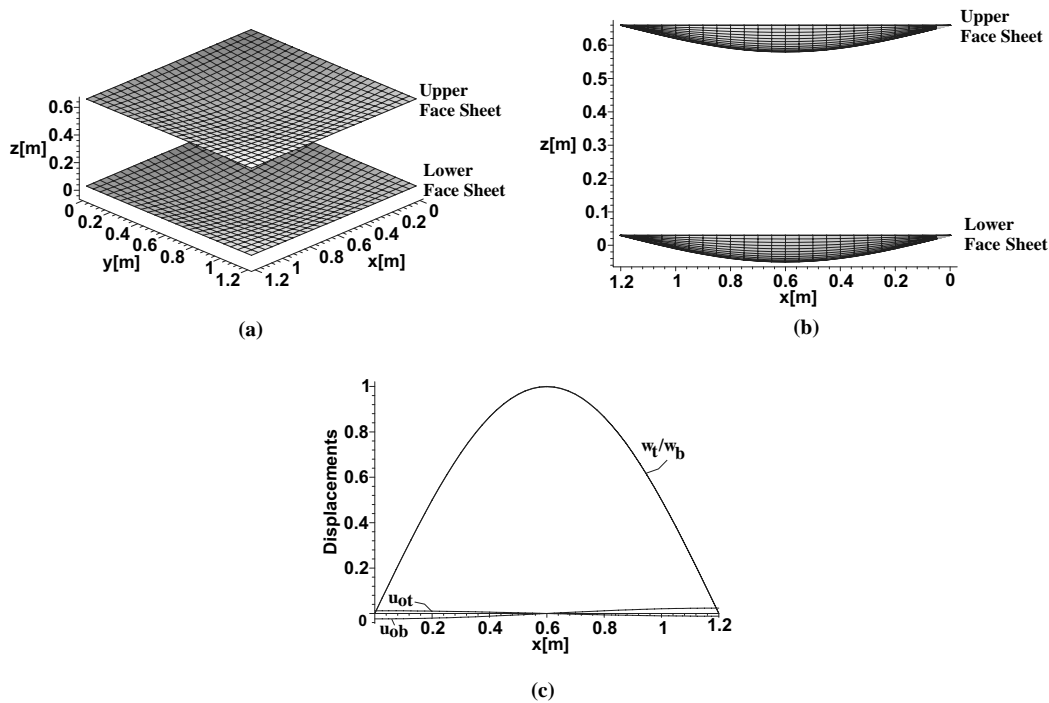 0.6
0.4
z[m]
0.2
0
Upper
Face Sheet
Lower
Face Sheet
0
0.2
0.4
0.6
0.8
1
1.2
y[m]
0
0.2
0.4
0.6
0.8
1
1.2
x[m]
(a)
0.6
0.5
0.4
z[m]
0.3
0.2
0.1
0
Upper
Face Sheet
Lower
Face Sheet
1.2 1 0.8 0.6 0.4 0.2 0
x[m]
(b)
1
0.8
0.6
0.4
0.2
0
Displacements
wt/wb
uot
uob
0.2 0.4 0.6 0.8 1 1.2
x[m]
(c)